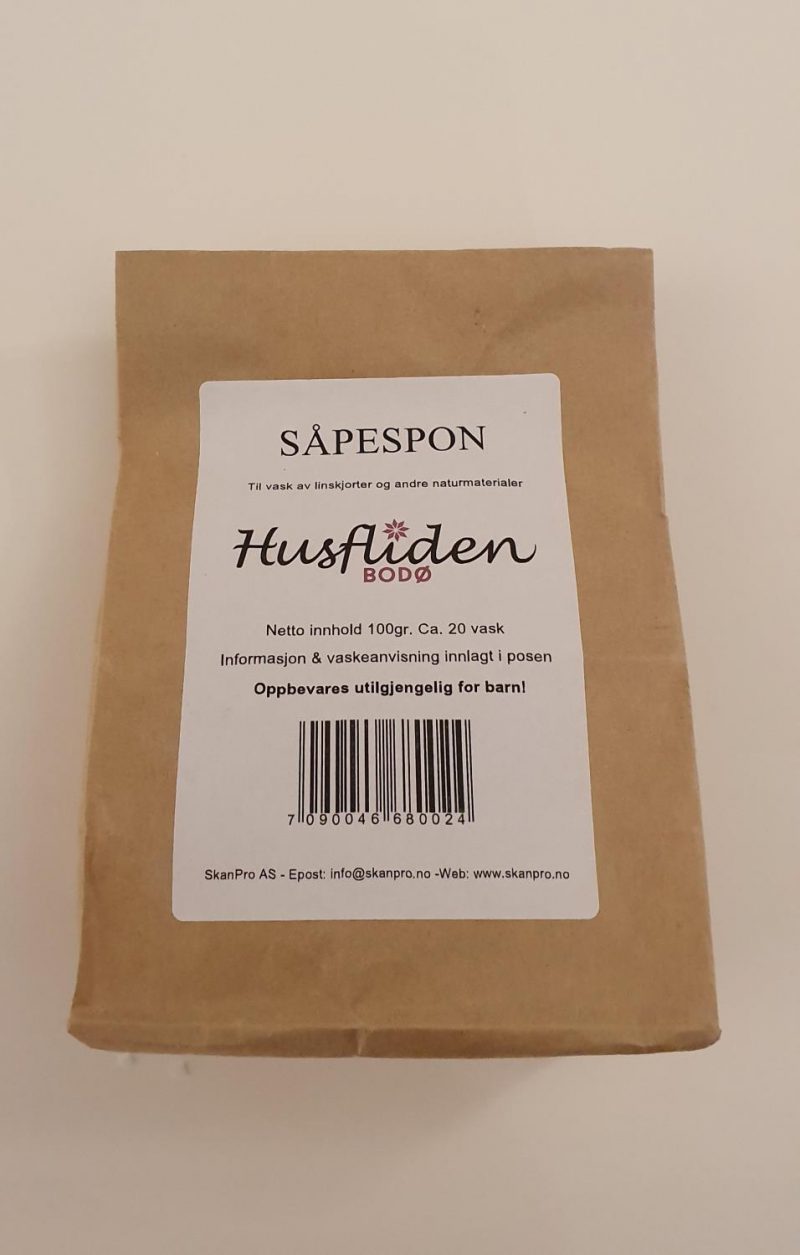 SÅPESPON
Til vask av linskjorter og andre naturmaterialer
Husfliden
BODØ
Netto innhold 100gr. Ca. 20 vask
Informasjon & vaskeanvisning innlagt i posen
Oppbevares utilgjengelig for barn!
7 090046 680024
SkanPro AS - Epost: info@skanpro.no -Web: www.skanpro.no